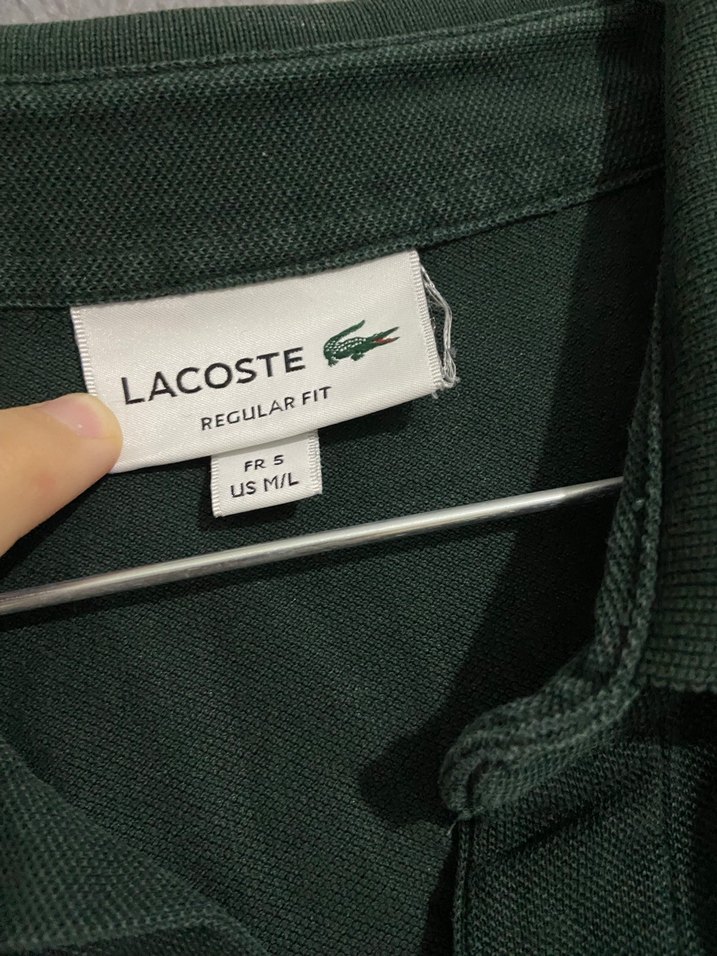 LACOSTE
REGULAR FIT
FR 5
US M/L